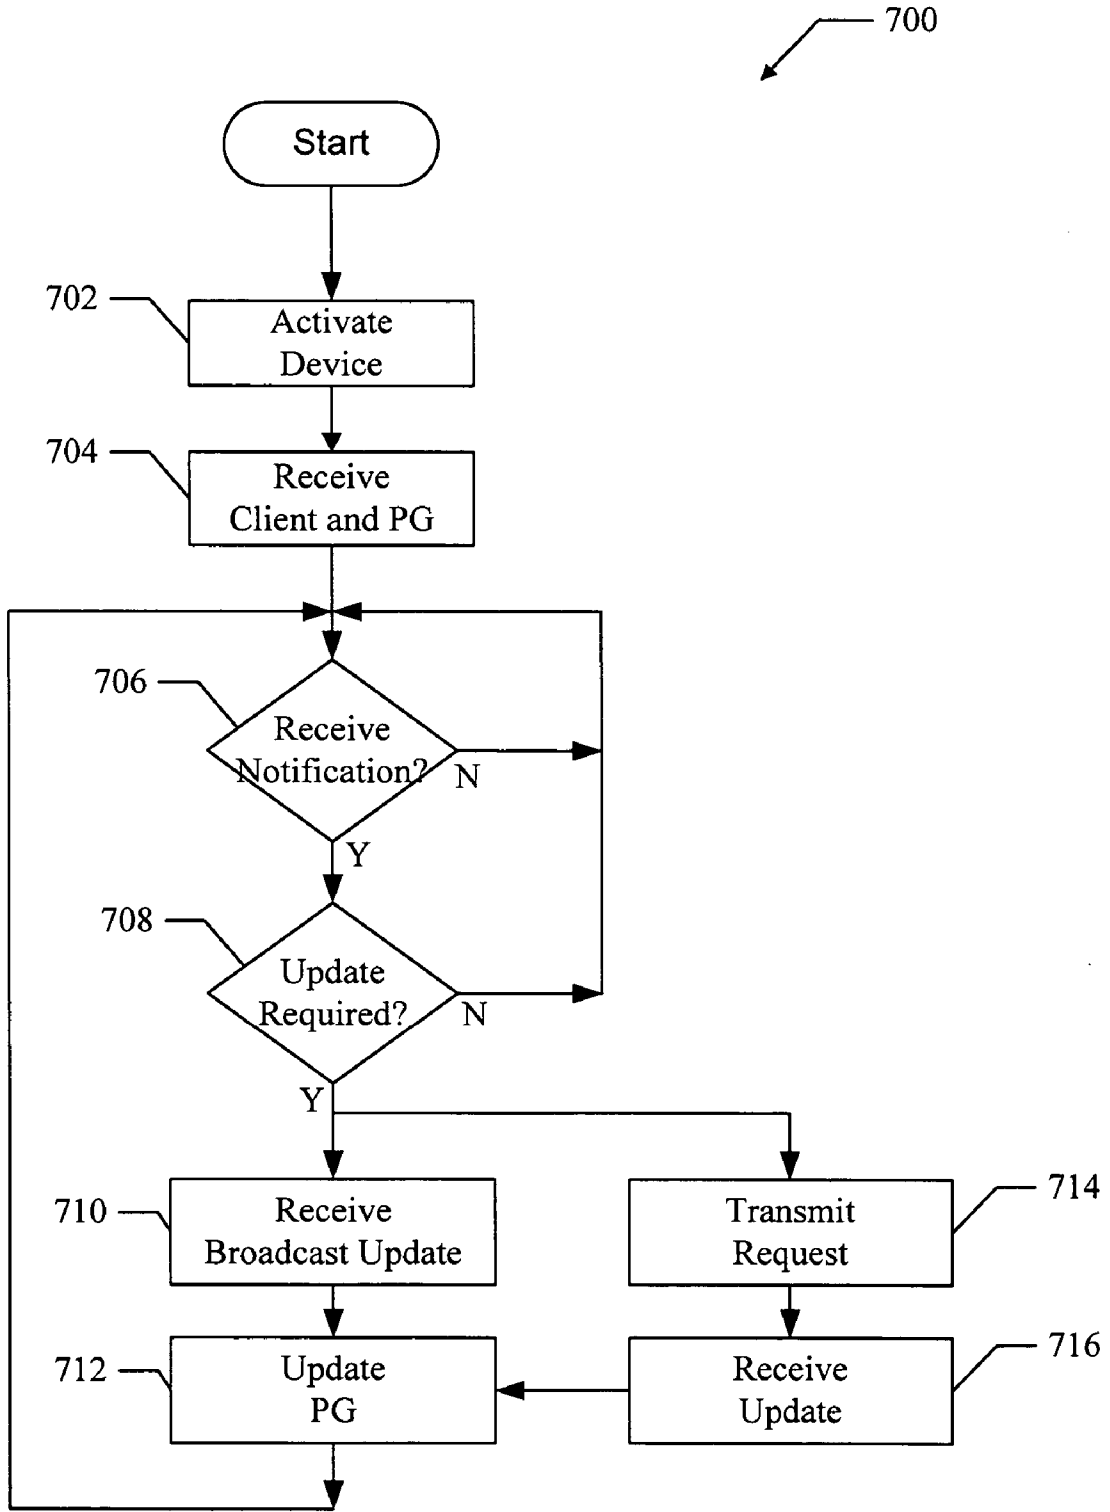 700
Start
702
Activate
Device
704
Receive
Client and PG
706
Receive
Notification?
N
Y
708
Update
Required?
N
Y
710
Receive
Broadcast Update
714
Transmit
Request
712
Update
PG
716
Receive
Update